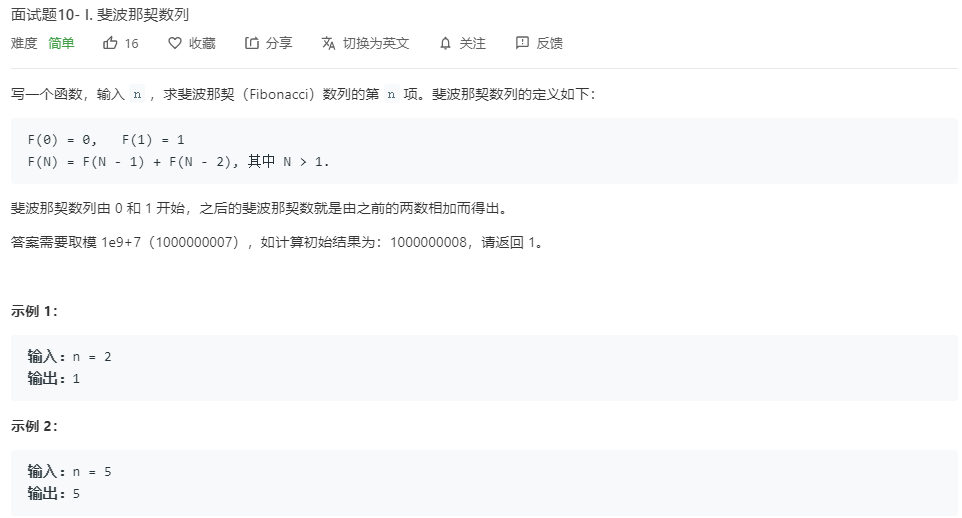 面试题10- I. 斐波那契数列
难度 简单 16 收藏 分享 切换为英文 关注 反馈
写一个函数，输入 n ，求斐波那契（Fibonacci）数列的第 n 项。斐波那契数列的定义如下：
F(0) = 0,   F(1) = 1
F(N) = F(N - 1) + F(N - 2), 其中 N > 1.
斐波那契数列由 0 和 1 开始，之后的斐波那契数就是由之前的两数相加而得出。
答案需要取模 1e9+7（1000000007），如计算初始结果为：1000000008，请返回 1。
示例 1：
输入：n = 2
输出：1
示例 2：
输入：n = 5
输出：5